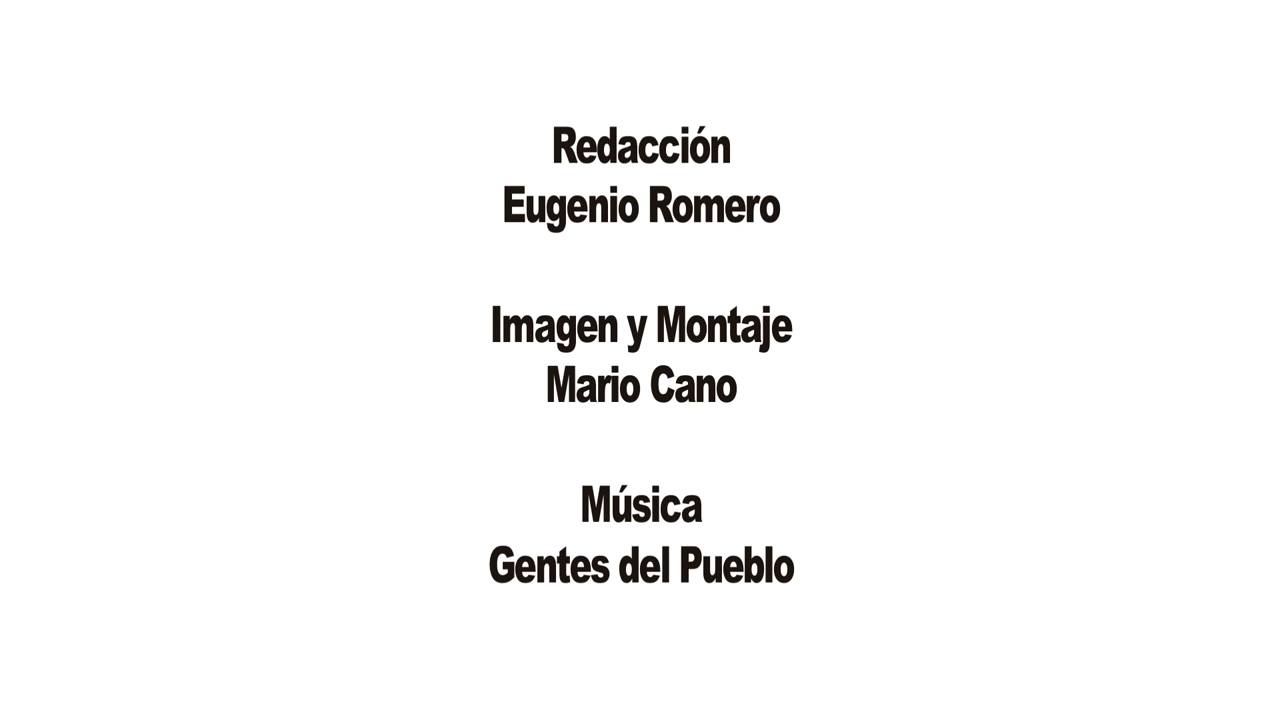 Redacción
Eugenio Romero
Imagen y Montaje
Mario Cano
Música
Gentes del Pueblo